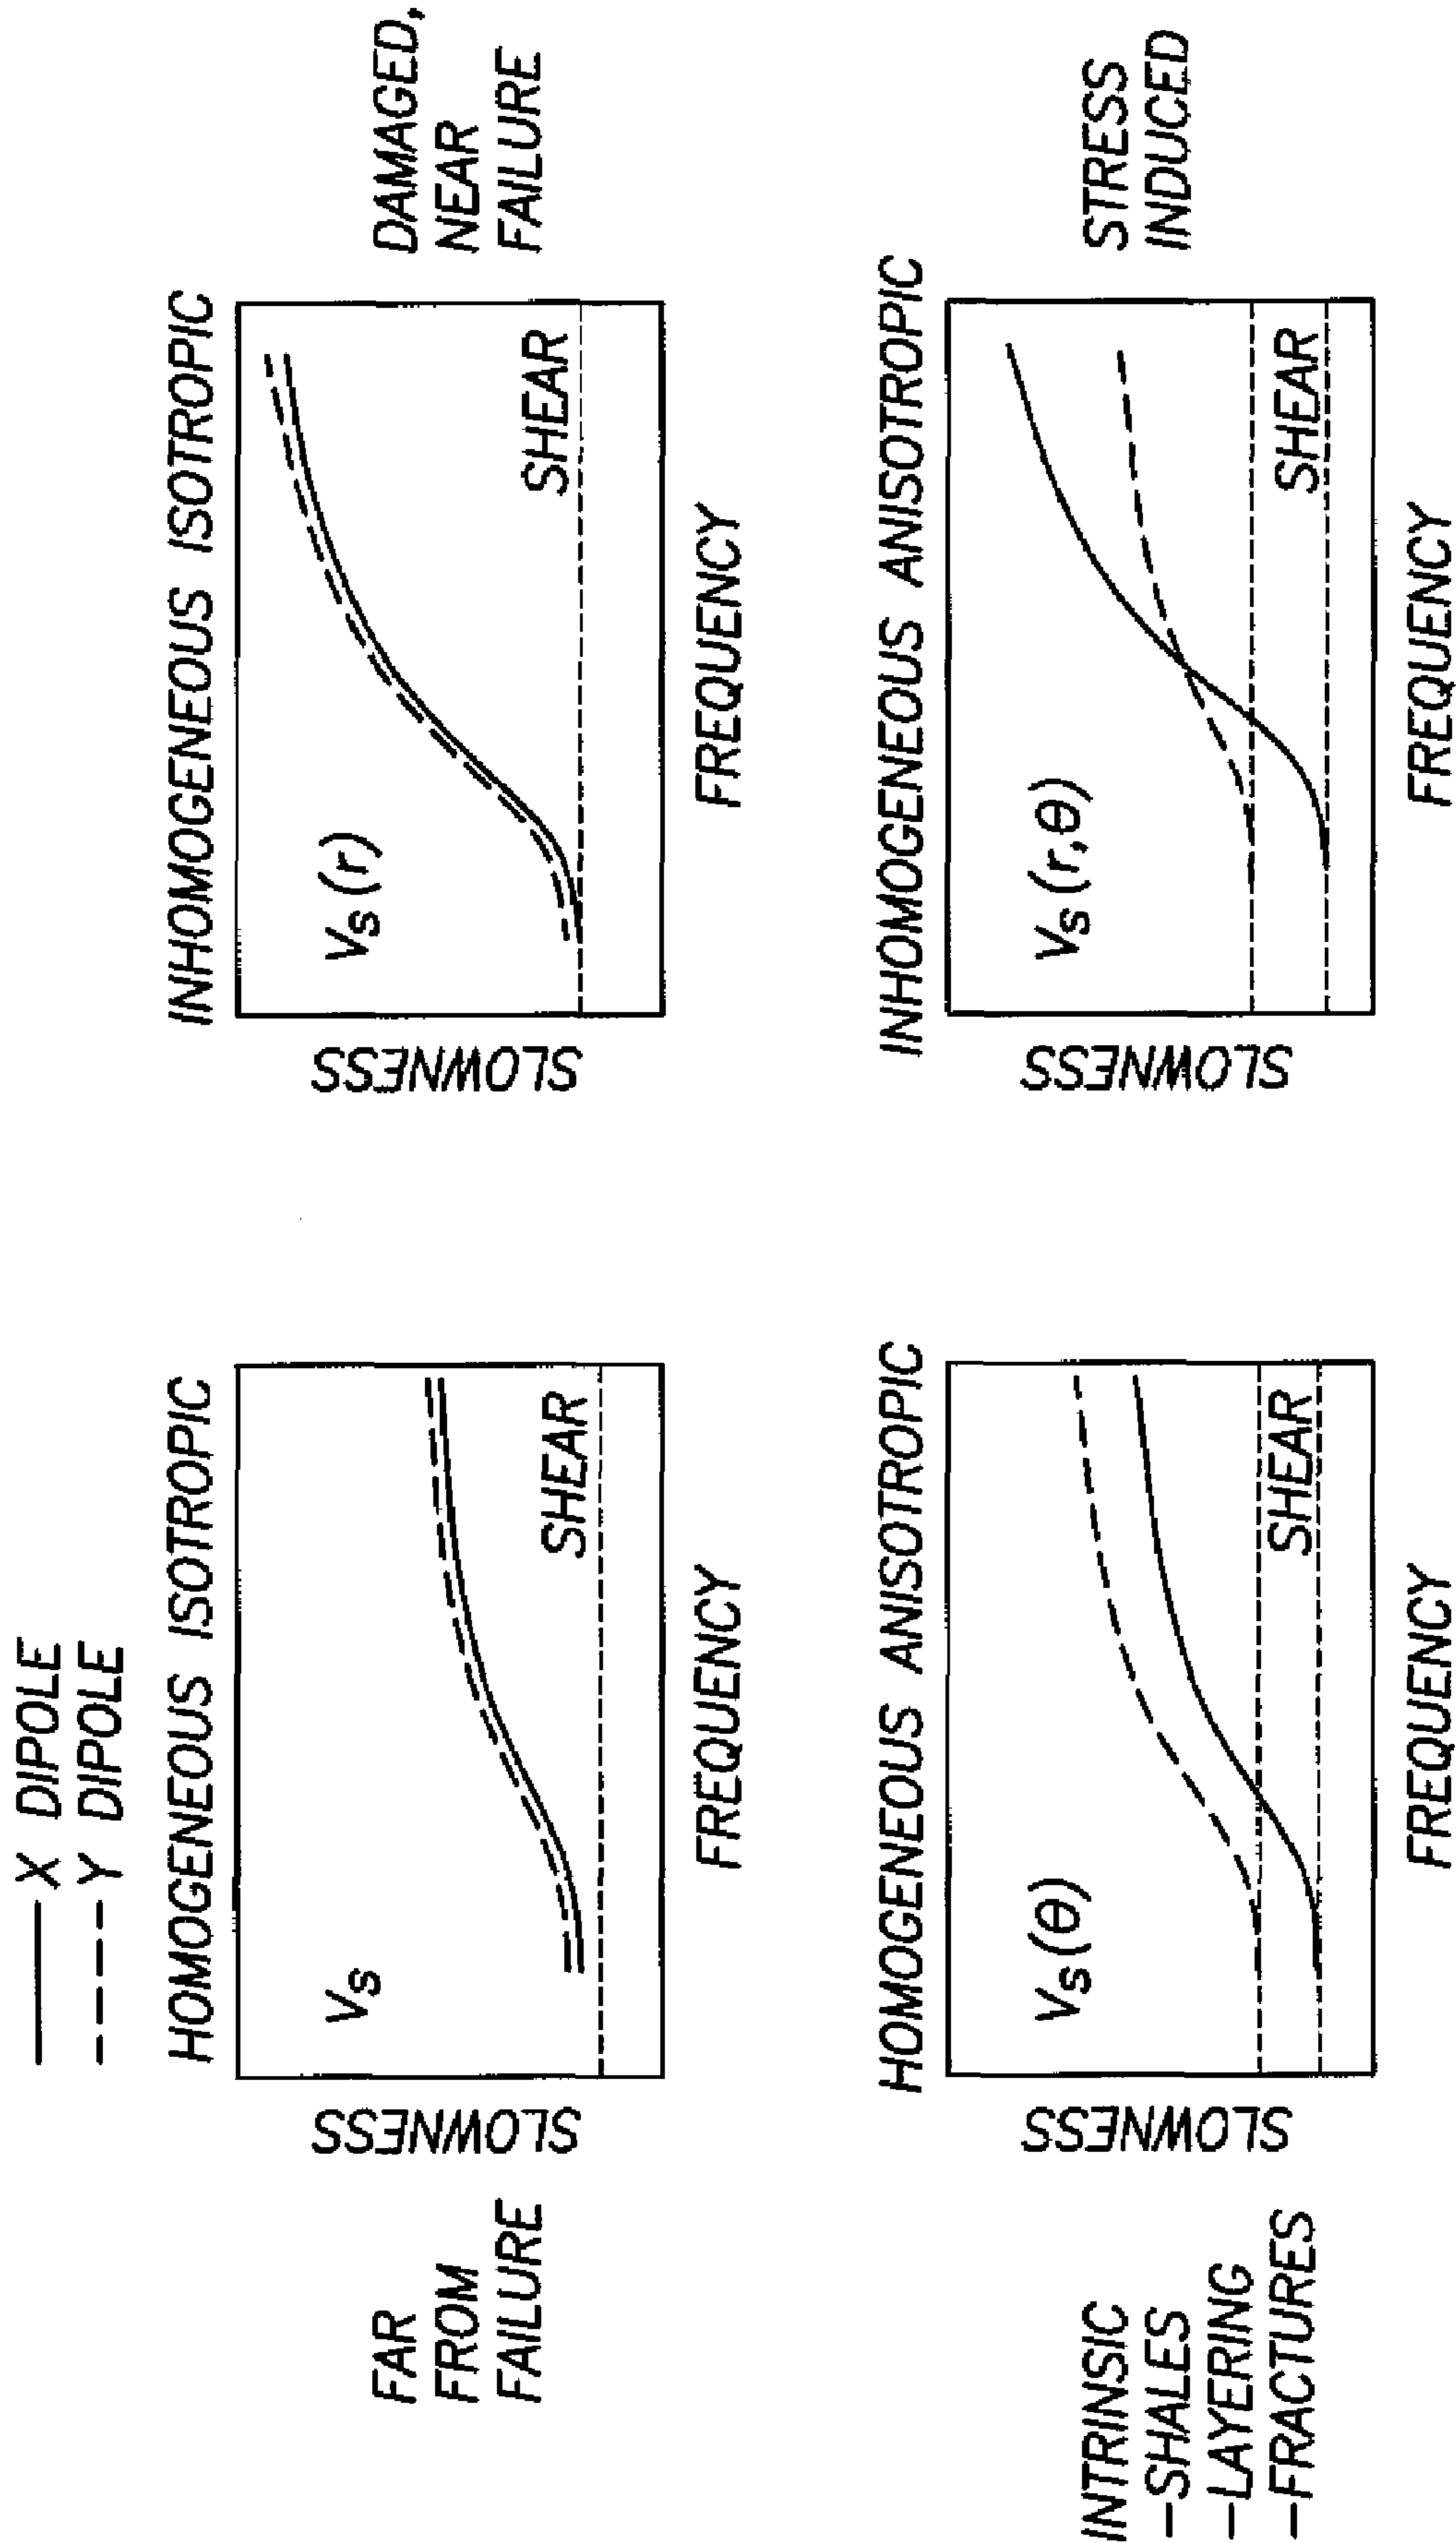 X DIPOLE
Y DIPOLE
HOMOGENEOUS ISOTROPIC
FAR
FROM
FAILURE
SLOWNESS
Vs
SHEAR
FREQUENCY
INHOMOGENEOUS ISOTROPIC
SLOWNESS
Vs(r)
SHEAR
FREQUENCY
DAMAGED,
NEAR
FAILURE
HOMOGENEOUS ANISOTROPIC
INTRINSIC
-SHALES
-LAYERING
-FRACTURES
SLOWNESS
Vs(θ)
SHEAR
FREQUENCY
INHOMOGENEOUS ANISOTROPIC
SLOWNESS
Vs(r,θ)
SHEAR
FREQUENCY
STRESS
INDUCED